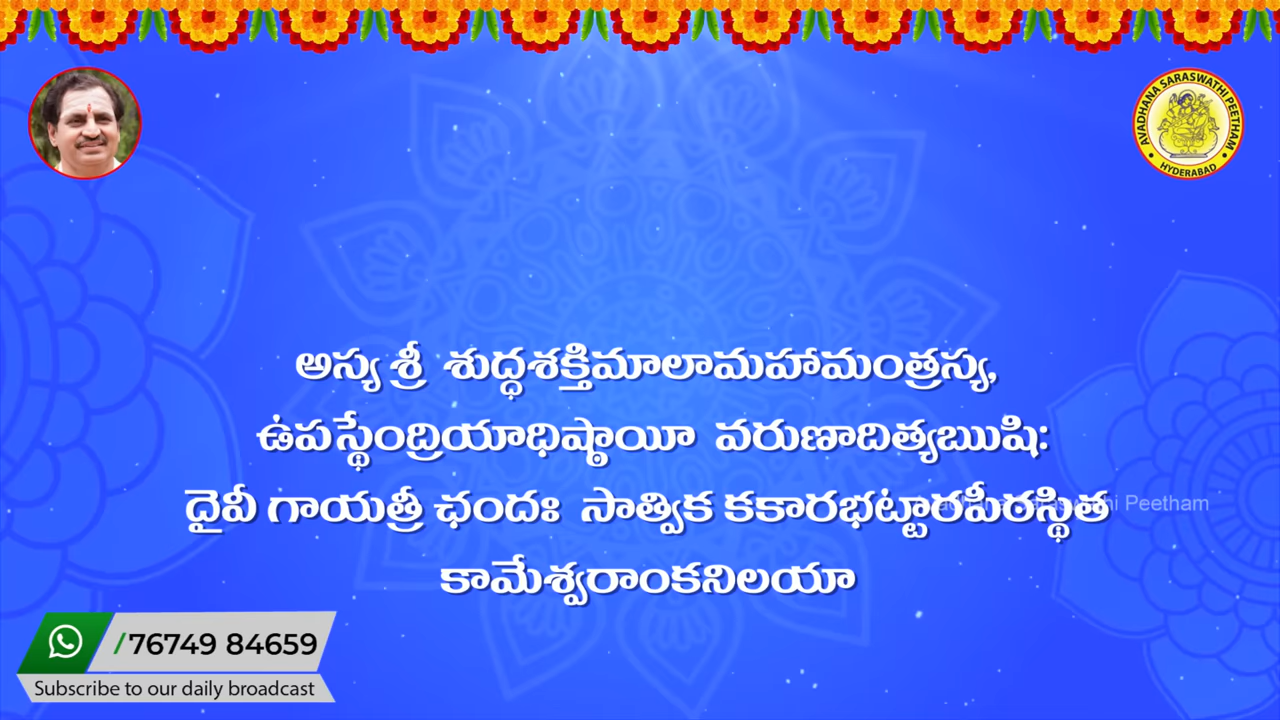 AVADHANA SARASWATHI PEETHAM
• HYDERABAD •
అస్య శ్రీ శుద్ధశక్తిమాలామహామంత్రస్య,
ఉపస్థేంద్రియాధిష్ఠాయీ వరుణాదిత్యఋషి:
దైవీ గాయత్రీ ఛందః సాత్విక కకారభట్టారపీఠస్థిత
Peetham
కామేశ్వరాంకనిలయా
/76749 84659
Subscribe to our daily broadcast